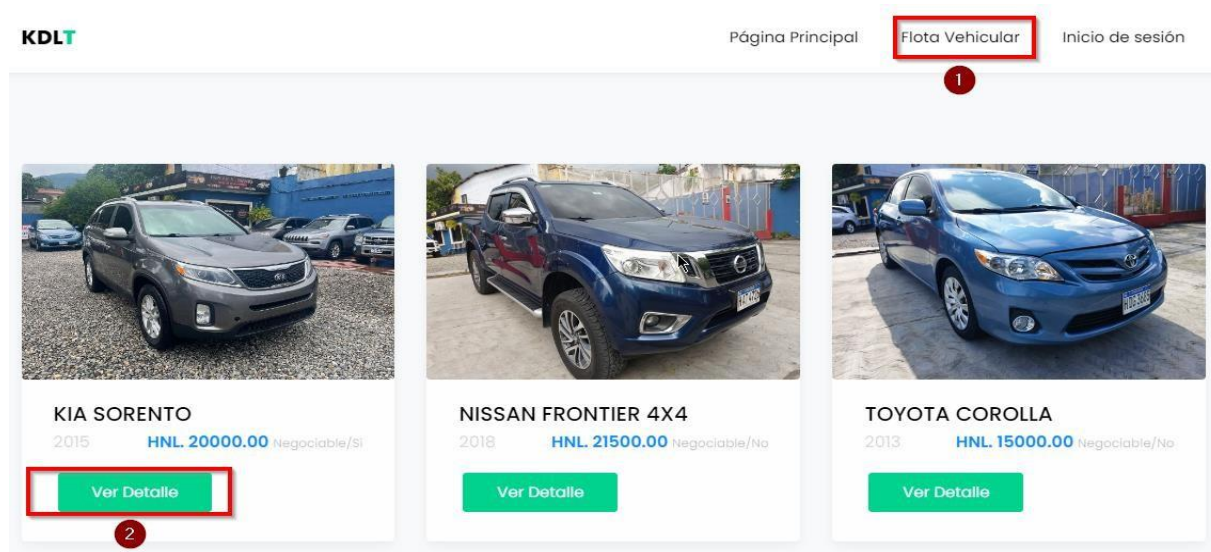 KDLT
Página Principal
Flota Vehicular
Inicio de sesión
1
KIA SORENTO
2015 HNL. 20000.00 Negociable/Si
Ver Detalle
2
NISSAN FRONTIER 4X4
2018 HNL. 21500.00 Negociable/No
Ver Detalle
TOYOTA COROLLA
2013 HNL. 15000.00 Negociable/No
Ver Detalle